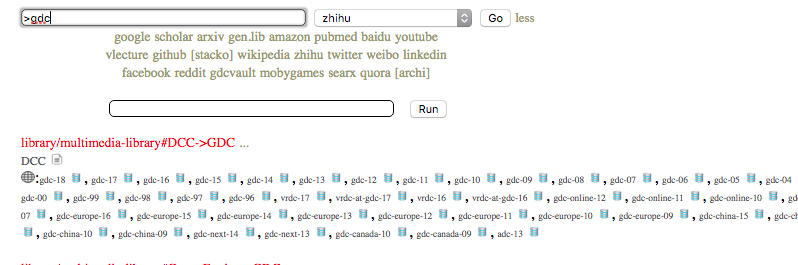 >gdc zhihu Go less
google scholar arxiv gen.lib amazon pubmed baidu youtube
vlecture github [stacko] wikipedia zhihu twitter weibo linkedin
facebook reddit gdcvault mobygames searx quora [archi]
Run
library/multimedia-library#DCC->GDC ...
DCC
:gdc-18 , gdc-17 , gdc-16 , gdc-15 , gdc-14 , gdc-13 , gdc-12 , gdc-11 , gdc-10 , gdc-09 , gdc-08 , gdc-07 , gdc-06 , gdc-05 , gdc-04
gdc-00 , gdc-99 , gdc-98 , gdc-97 , gdc-96 , vrdc-17 , vrdc-at-gdc-17 , vrdc-16 , vrdc-at-gdc-16 , gdc-online-12 , gdc-online-11 , gdc-online-10 , gd
07 , gdc-europe-16 , gdc-europe-15 , gdc-europe-14 , gdc-europe-13 , gdc-europe-12 , gdc-europe-11 , gdc-europe-10 , gdc-europe-09 , gdc-china-15 , gdc-ch
, gdc-china-10 , gdc-china-09 , gdc-next-14 , gdc-next-13 , gdc-canada-10 , gdc-canada-09 , adc-13